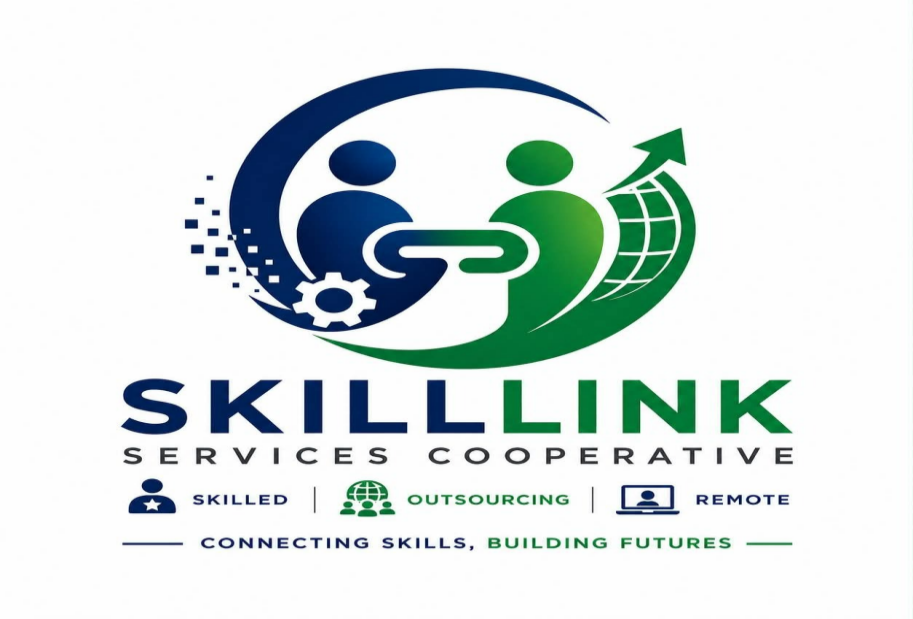 SKILLLINK
SERVICES COOPERATIVE
SKILLED | OUTSOURCING | REMOTE
CONNECTING SKILLS, BUILDING FUTURES